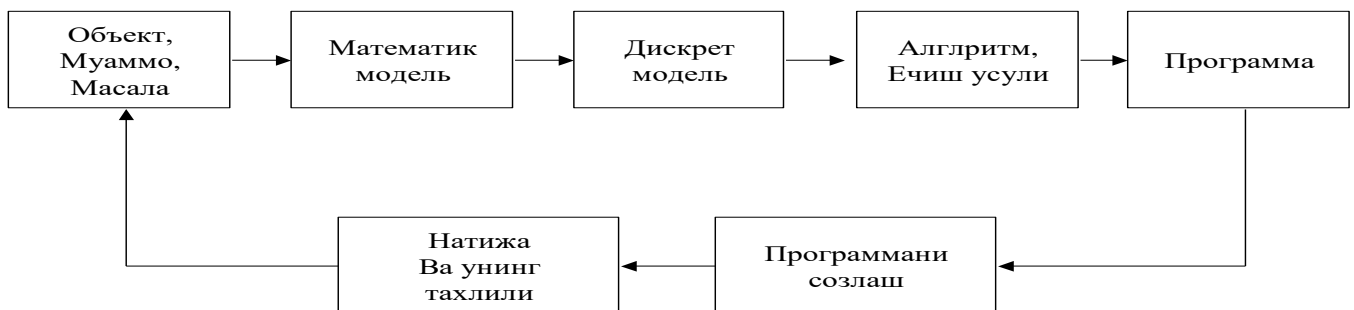 Объект,
Муаммо,
Масала
Математик
модель
Дискрет
модель
Алглритм,
Ечиш усули
Программа
Натижа
Ва унинг
тахлили
Программани
созлаш